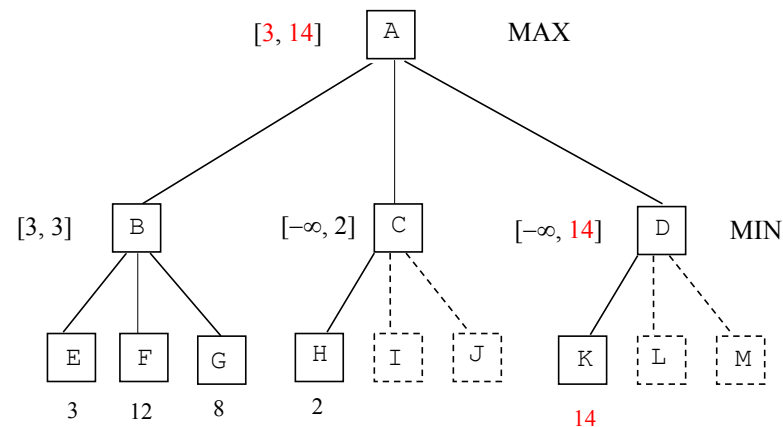 [3, 14] A MAX
[3, 3] B [−∞, 2] C [−∞, 14] D MIN
E F G H I J K L M
3 12 8 2 14